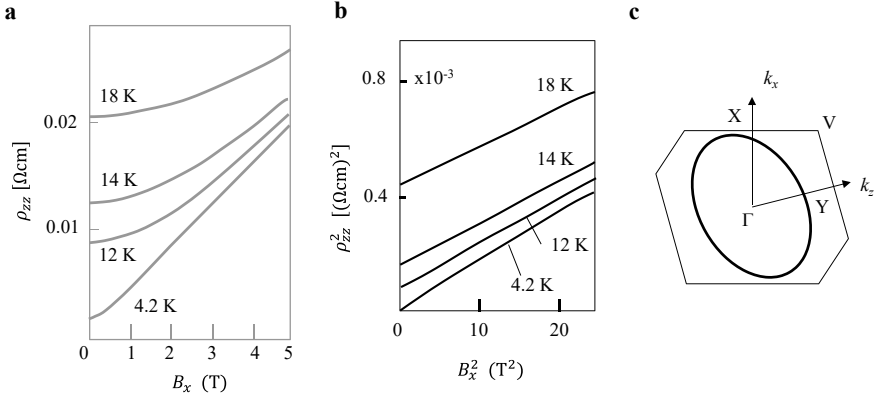 a
ρzz [Ωcm]
0.02
0.01
18 K
14 K
12 K
4.2 K
0 1 2 3 4 5
Bx (T)
b
ρ²zz [(Ωcm)²]
0.8
0.4
x10-3
18 K
14 K
12 K
4.2 K
0 10 20
Bx² (T²)
c
kx
X V
kz
Γ Y